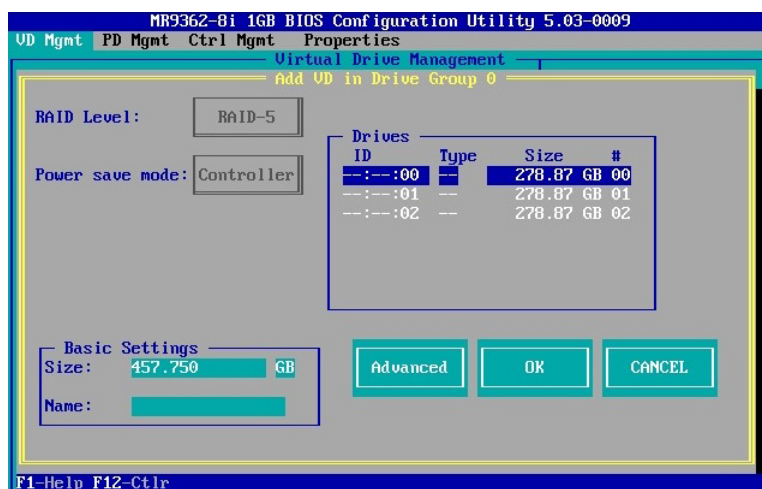 MR9362-8i 1GB BIOS Configuration Utility 5.03-0009
VD Mgmt PD Mgmt Ctrl Mgmt Properties
Virtual Drive Management
Add VD in Drive Group 0
RAID Level: RAID-5
Power save mode: Controller
Drives
ID Type Size #
--:--:00 -- 278.87 GB 00
--:--:01 -- 278.87 GB 01
--:--:02 -- 278.87 GB 02
Basic Settings
Size: 457.750 GB
Name:
Advanced OK CANCEL
F1-Help F12-Ctlr